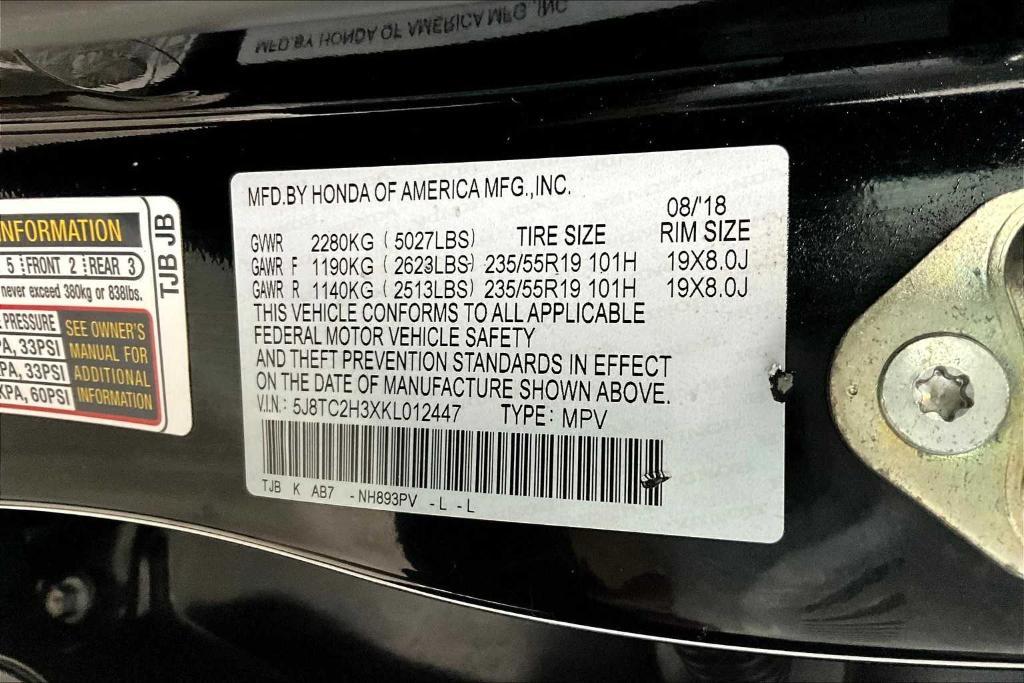 MFD.BY HONDA OF AMERICA MFG.,INC.
MFD.BY HONDA OF AMERICA MFG.,INC.
08/'18
GVWR 2280KG (5027LBS) TIRE SIZE RIM SIZE
GAWR F 1190KG (2623LBS) 235/55R19 101H 19X8.0J
GAWR R 1140KG (2513LBS) 235/55R19 101H 19X8.0J
THIS VEHICLE CONFORMS TO ALL APPLICABLE
FEDERAL MOTOR VEHICLE SAFETY
AND THEFT PREVENTION STANDARDS IN EFFECT
ON THE DATE OF MANUFACTURE SHOWN ABOVE.
V.I.N.: 5J8TC2H3XKL012447 TYPE: MPV
TJB K AB7 -NH893PV -L -L
NFORMATION
5 FRONT 2 REAR 3
never exceed 380kg or 838lbs.
PRESSURE
PA, 33PSI
PA, 33PSI
KPA, 60PSI
SEE OWNER'S
MANUAL FOR
ADDITIONAL
INFORMATION
TJB JB